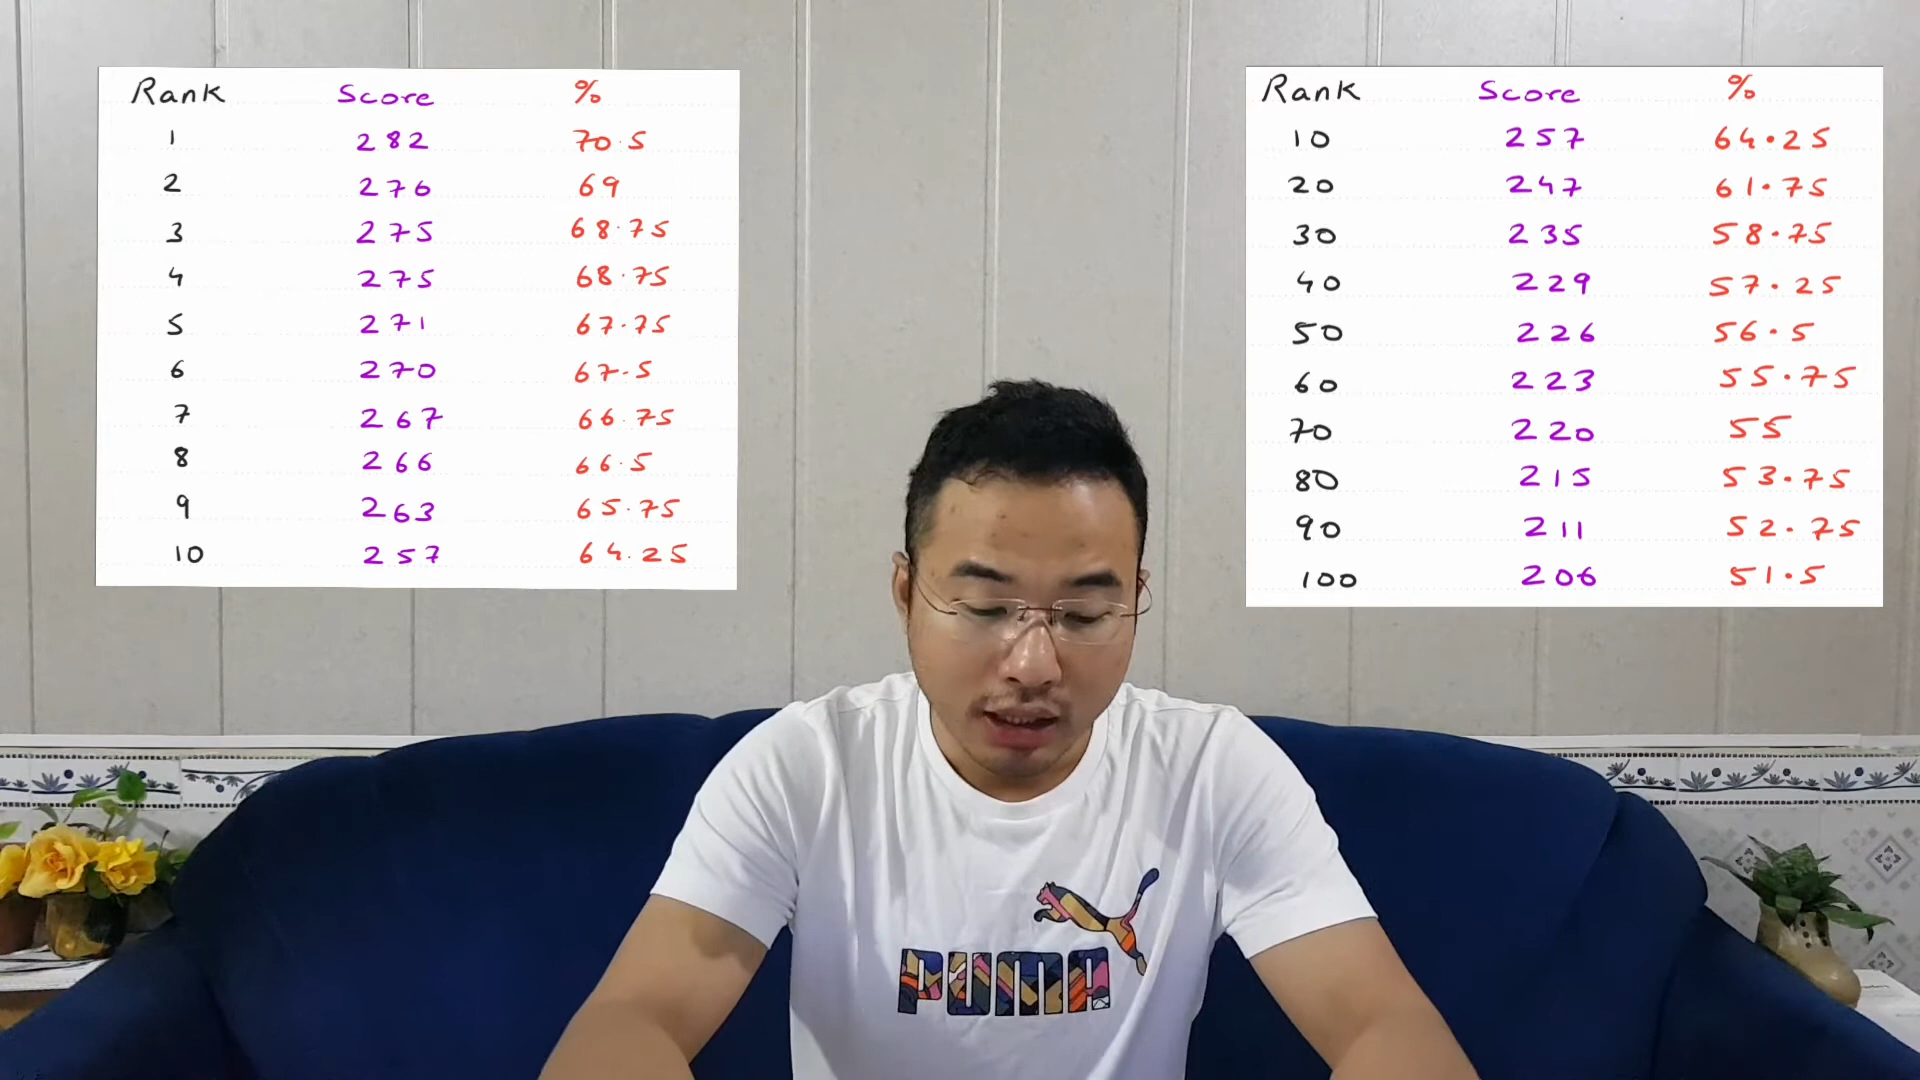 Rank Score %
1 282 70.5
2 276 69
3 275 68.75
4 275 68.75
5 271 67.75
6 270 67.5
7 267 66.75
8 266 66.5
9 263 65.75
10 257 64.25
Rank Score %
10 257 64.25
20 247 61.75
30 235 58.75
40 229 57.25
50 226 56.5
60 223 55.75
70 220 55
80 215 53.75
90 211 52.75
100 206 51.5
PUMA